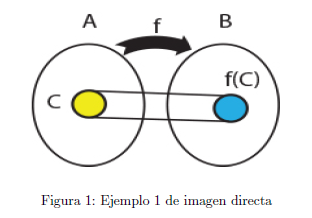 A f B
C f(C)
Figura 1: Ejemplo 1 de imagen directa